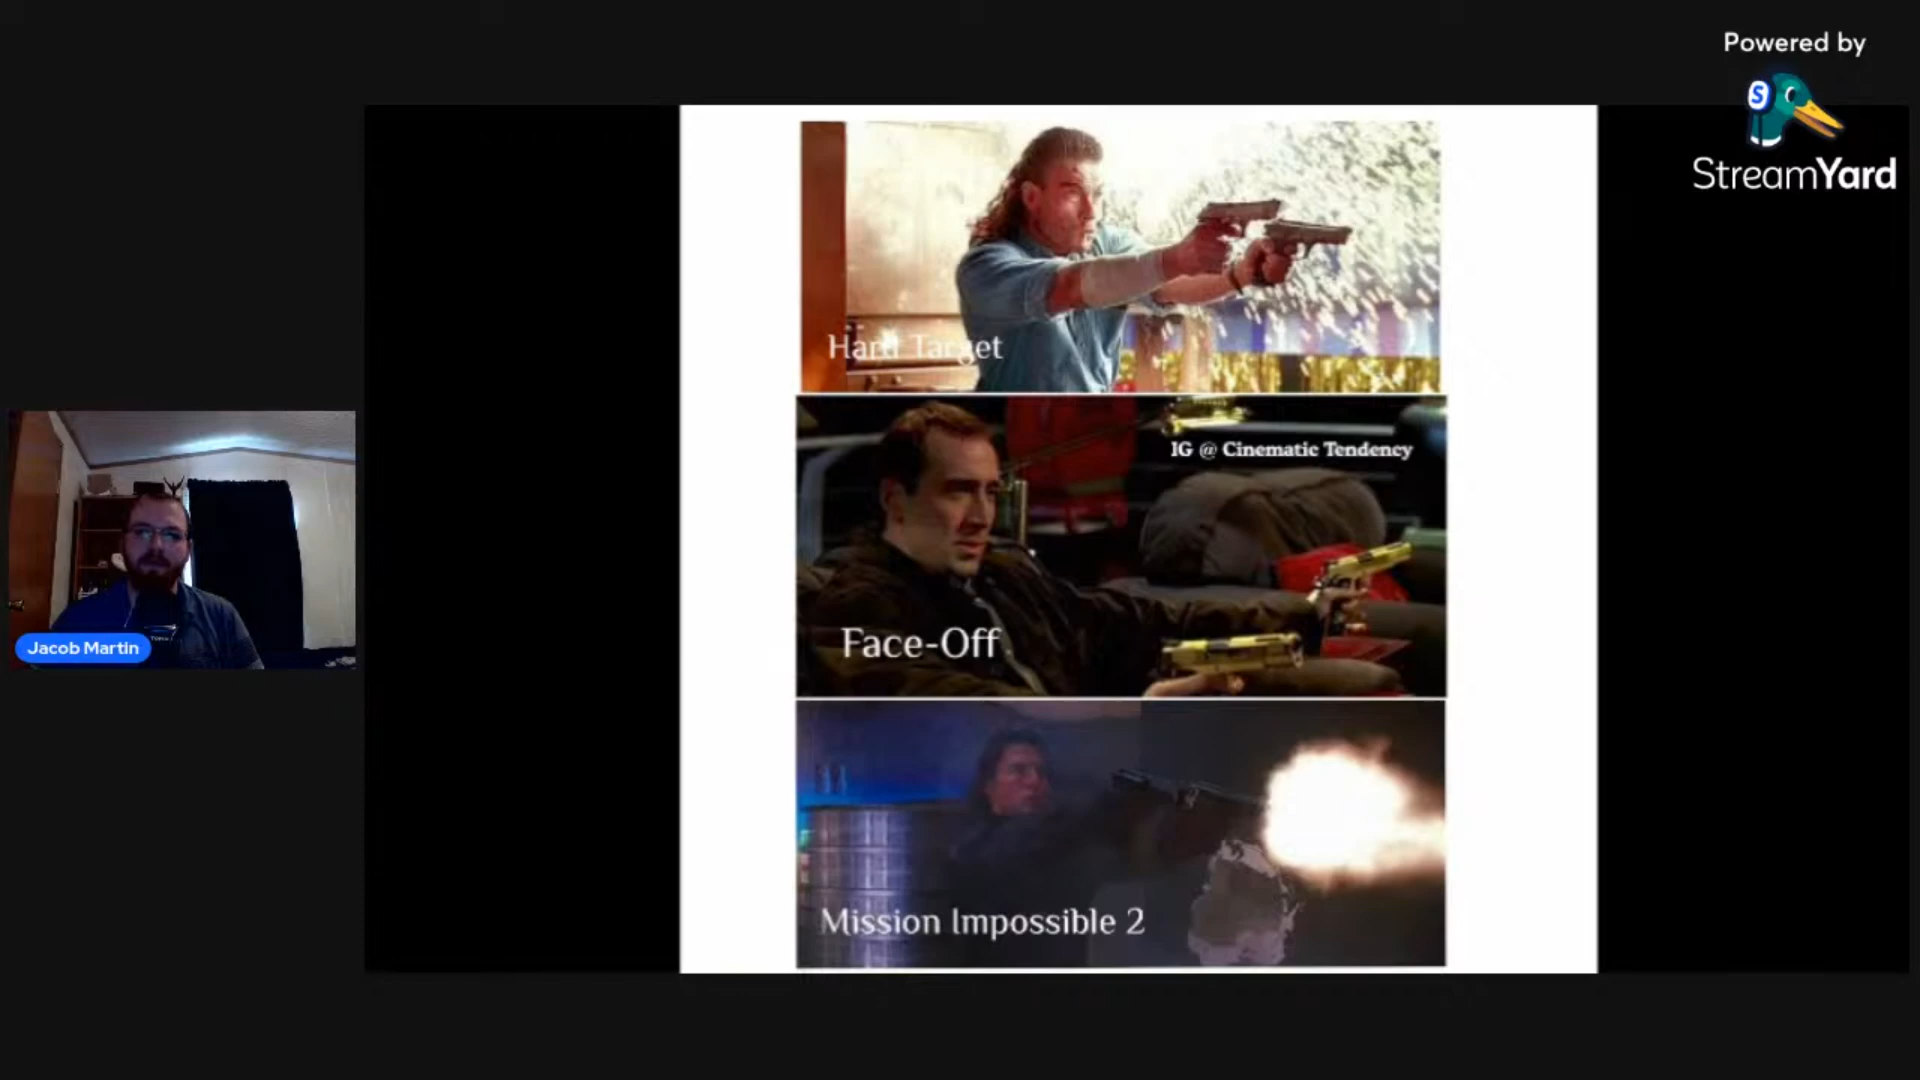 Powered by
S
StreamYard
Hard Target
IG @ Cinematic Tendency
Face-Off
Mission Impossible 2
Jacob Martin